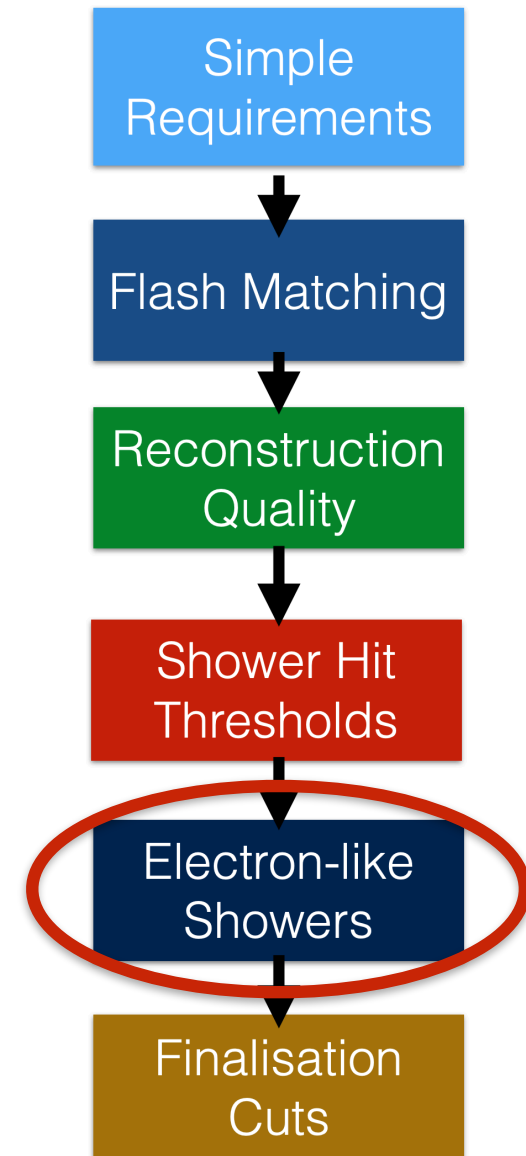 Simple
Requirements
Flash Matching
Reconstruction
Quality
Shower Hit
Thresholds
Electron-like
Showers
Finalisation
Cuts